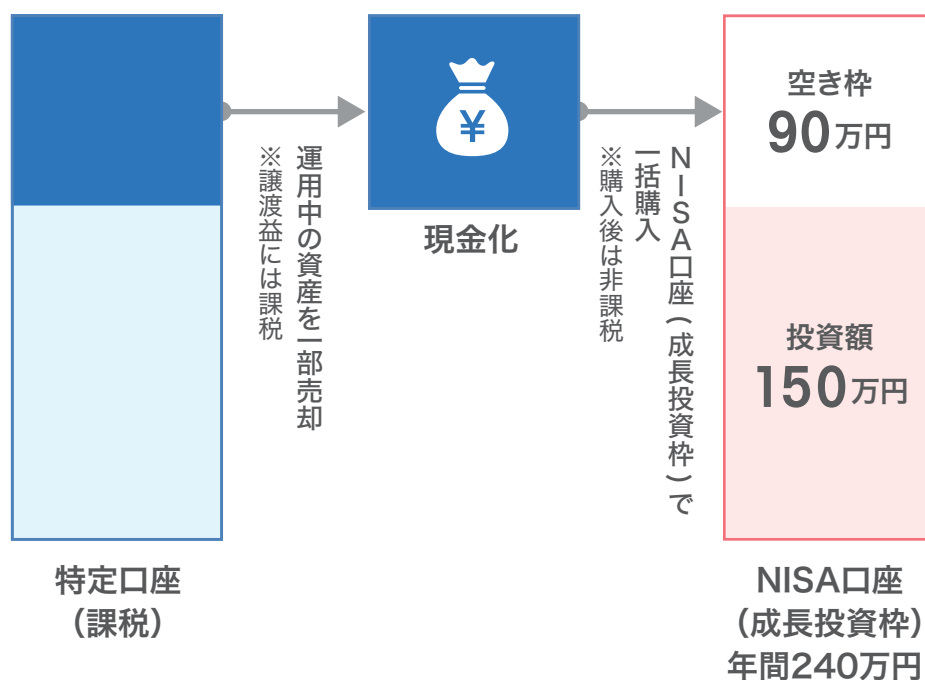 特定口座
（課税）
運用中の資産を一部売却
※譲渡益には課税
¥
現金化
NISA口座(成長投資枠)で
一括購入
※購入後は非課税
空き枠
90万円
投資額
150万円
NISA口座
（成長投資枠）
年間240万円